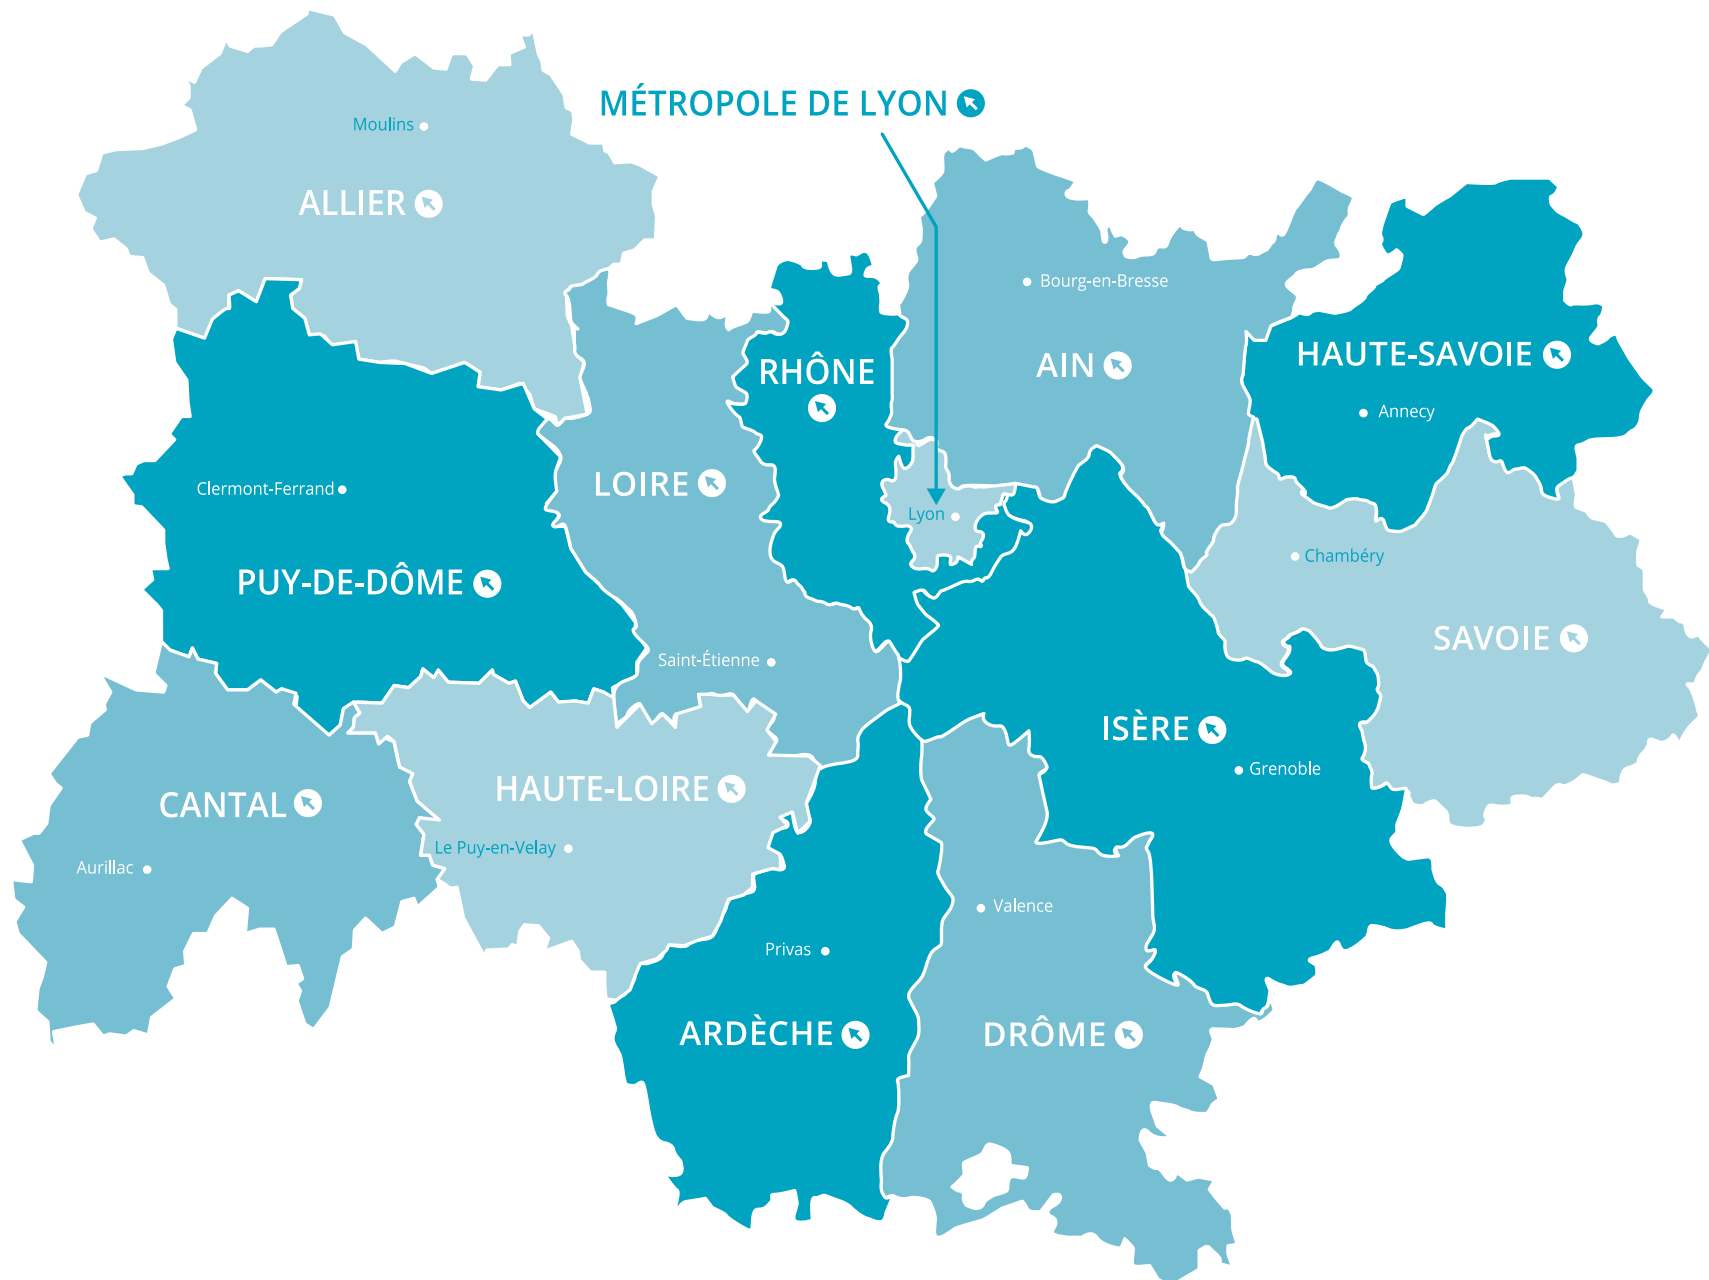 MÉTROPOLE DE LYON
Moulins
ALLIER
Bourg-en-Bresse
RHÔNE
AIN
HAUTE-SAVOIE
Annecy
LOIRE
Clermont-Ferrand
Lyon
Chambéry
PUY-DE-DÔME
SAVOIE
Saint-Étienne
ISÈRE
Grenoble
HAUTE-LOIRE
CANTAL
Le Puy-en-Velay
Aurillac
Valence
Privas
ARDÈCHE
DRÔME